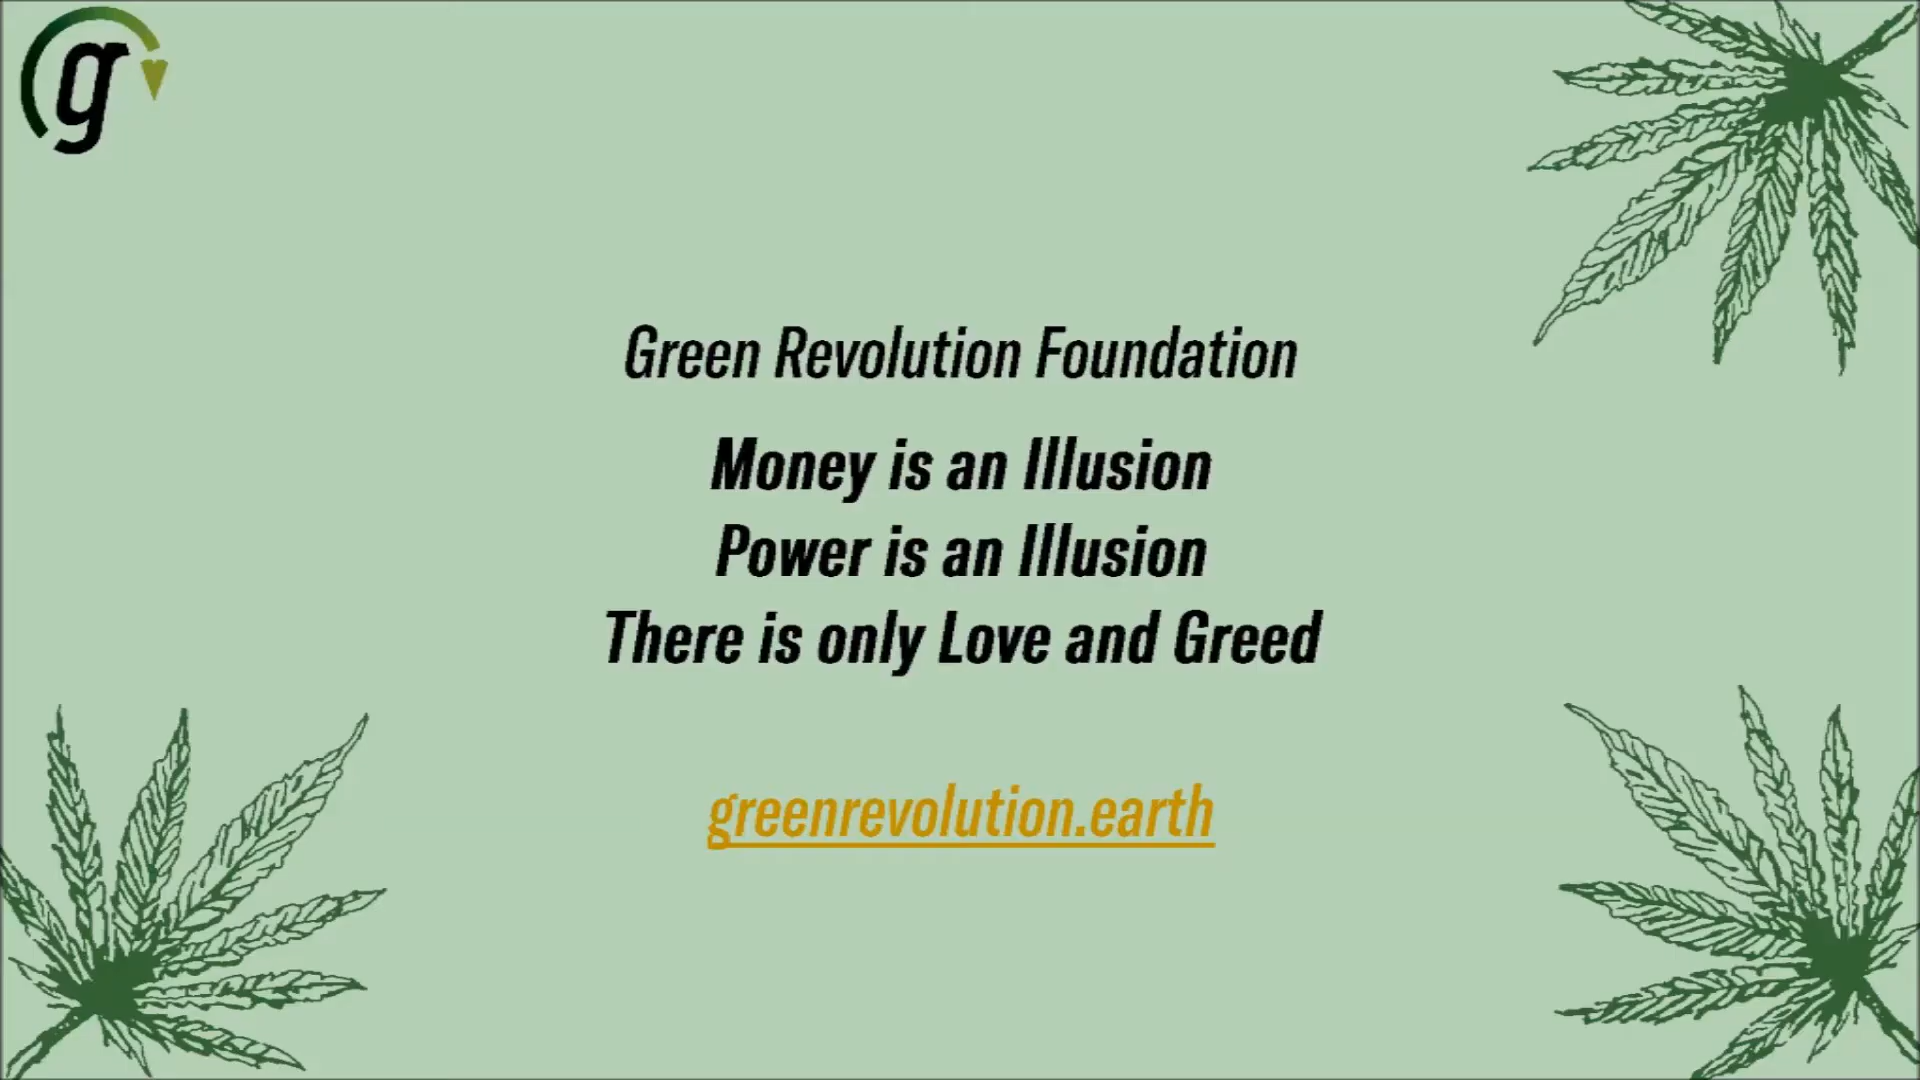 g
Green Revolution Foundation
Money is an Illusion
Power is an Illusion
There is only Love and Greed
greenrevolution.earth